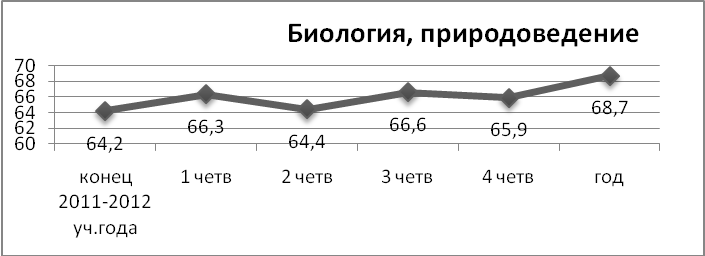 Биология, природоведение
70
68
66
64
62
60
64,2
66,3
64,4
66,6
65,9
68,7
конец 2011-2012 уч.года
1 четв
2 четв
3 четв
4 четв
год